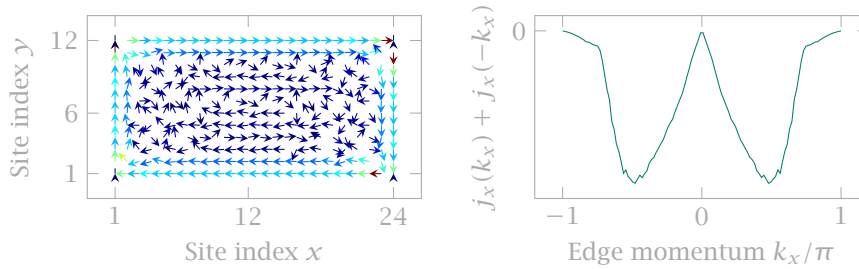 12
6
1
Site index y
1
12
24
Site index x
0
j_x(k_x) + j_x(−k_x)
−1
0
1
Edge momentum k_x/π